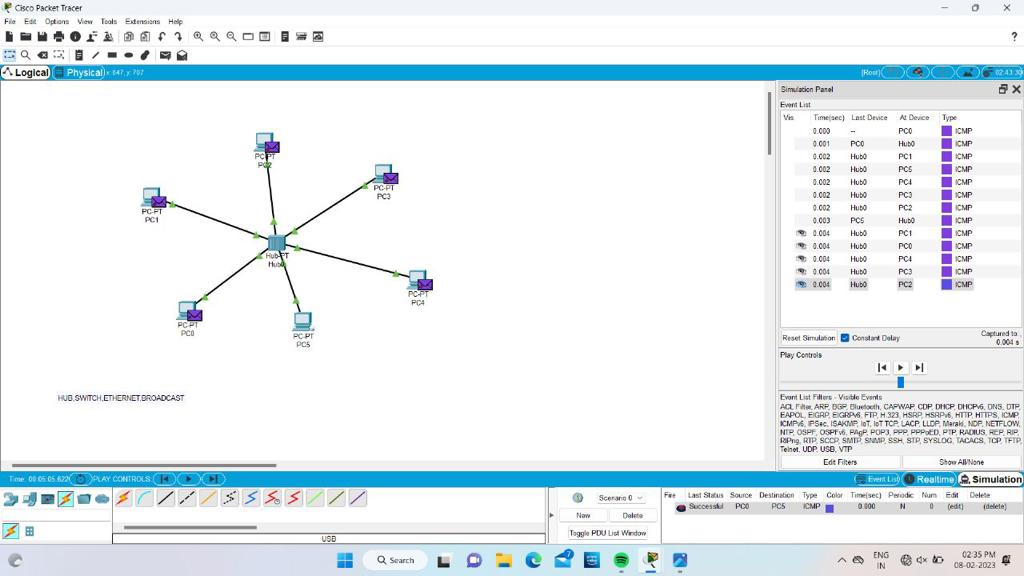 Cisco Packet Tracer
File Edit Options View Tools Extensions Help
Logical Physical x: 647, y: 707 [Root] 02:43:30
Simulation Panel
Event List
Vis Time(sec) Last Device At Device Type
0.000 -- PC0 ICMP
0.001 PC0 Hub0 ICMP
0.002 Hub0 PC1 ICMP
0.002 Hub0 PC5 ICMP
0.002 Hub0 PC4 ICMP
0.002 Hub0 PC3 ICMP
0.002 Hub0 PC2 ICMP
0.003 PC5 Hub0 ICMP
0.004 Hub0 PC1 ICMP
0.004 Hub0 PC0 ICMP
0.004 Hub0 PC4 ICMP
0.004 Hub0 PC3 ICMP
0.004 Hub0 PC2 ICMP
Reset Simulation Constant Delay Captured to:
0.004 s
Play Controls
Event List Filters - Visible Events
ACL Filter, ARP, BGP, Bluetooth, CAPWAP, CDP, DHCP, DHCPv6, DNS, DTP,
EAPOL, EIGRP, EIGRPv6, FTP, H.323, HSRP, HSRPv6, HTTP, HTTPS, ICMP,
ICMPv6, IPSec, ISAKMP, IoT, IoT TCP, LACP, LLDP, Meraki, NDP, NETFLOW,
NTP, OSPF, OSPFv6, PAgP, POP3, PPP, PPPoED, PTP, RADIUS, REP, RIP,
RIPng, RTP, SCCP, SMTP, SNMP, SSH, STP, SYSLOG, TACACS, TCP, TFTP,
Telnet, UDP, USB, VTP
Edit Filters Show All/None
PC-PT
PC2
PC-PT
PC3
PC-PT
PC1
Hub-PT
Hub0
PC-PT
PC4
PC-PT
PC0
PC-PT
PC5
HUB,SWITCH,ETHERNET,BROADCAST
Time: 00:05:05.622 PLAY CONTROLS: Event List Realtime Simulation
Scenario 0
New Delete
Toggle PDU List Window
Fire Last Status Source Destination Type Color Time(sec) Periodic Num Edit Delete
Successful PC0 PC5 ICMP 0.000 N 0 (edit) (delete)
USB
Search
7
ENG
IN
02:35 PM
08-02-2023